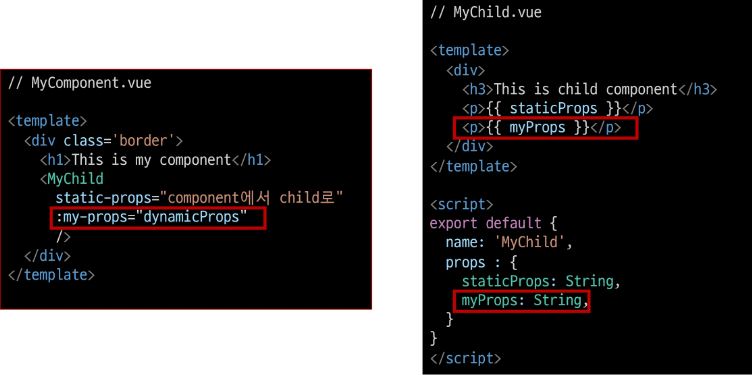 // MyComponent.vue
<template>
<div class='border'>
<h1>This is my component</h1>
<MyChild
static-props="component에서 child로"
:my-props="dynamicProps"
/>
</div>
</template>
// MyChild.vue
<template>
<div>
<h3>This is child component</h3>
<p>{{ staticProps }}</p>
<p>{{ myProps }}</p>
</div>
</template>
<script>
export default {
name: 'MyChild',
props : {
staticProps: String,
myProps: String,
}
}
</script>